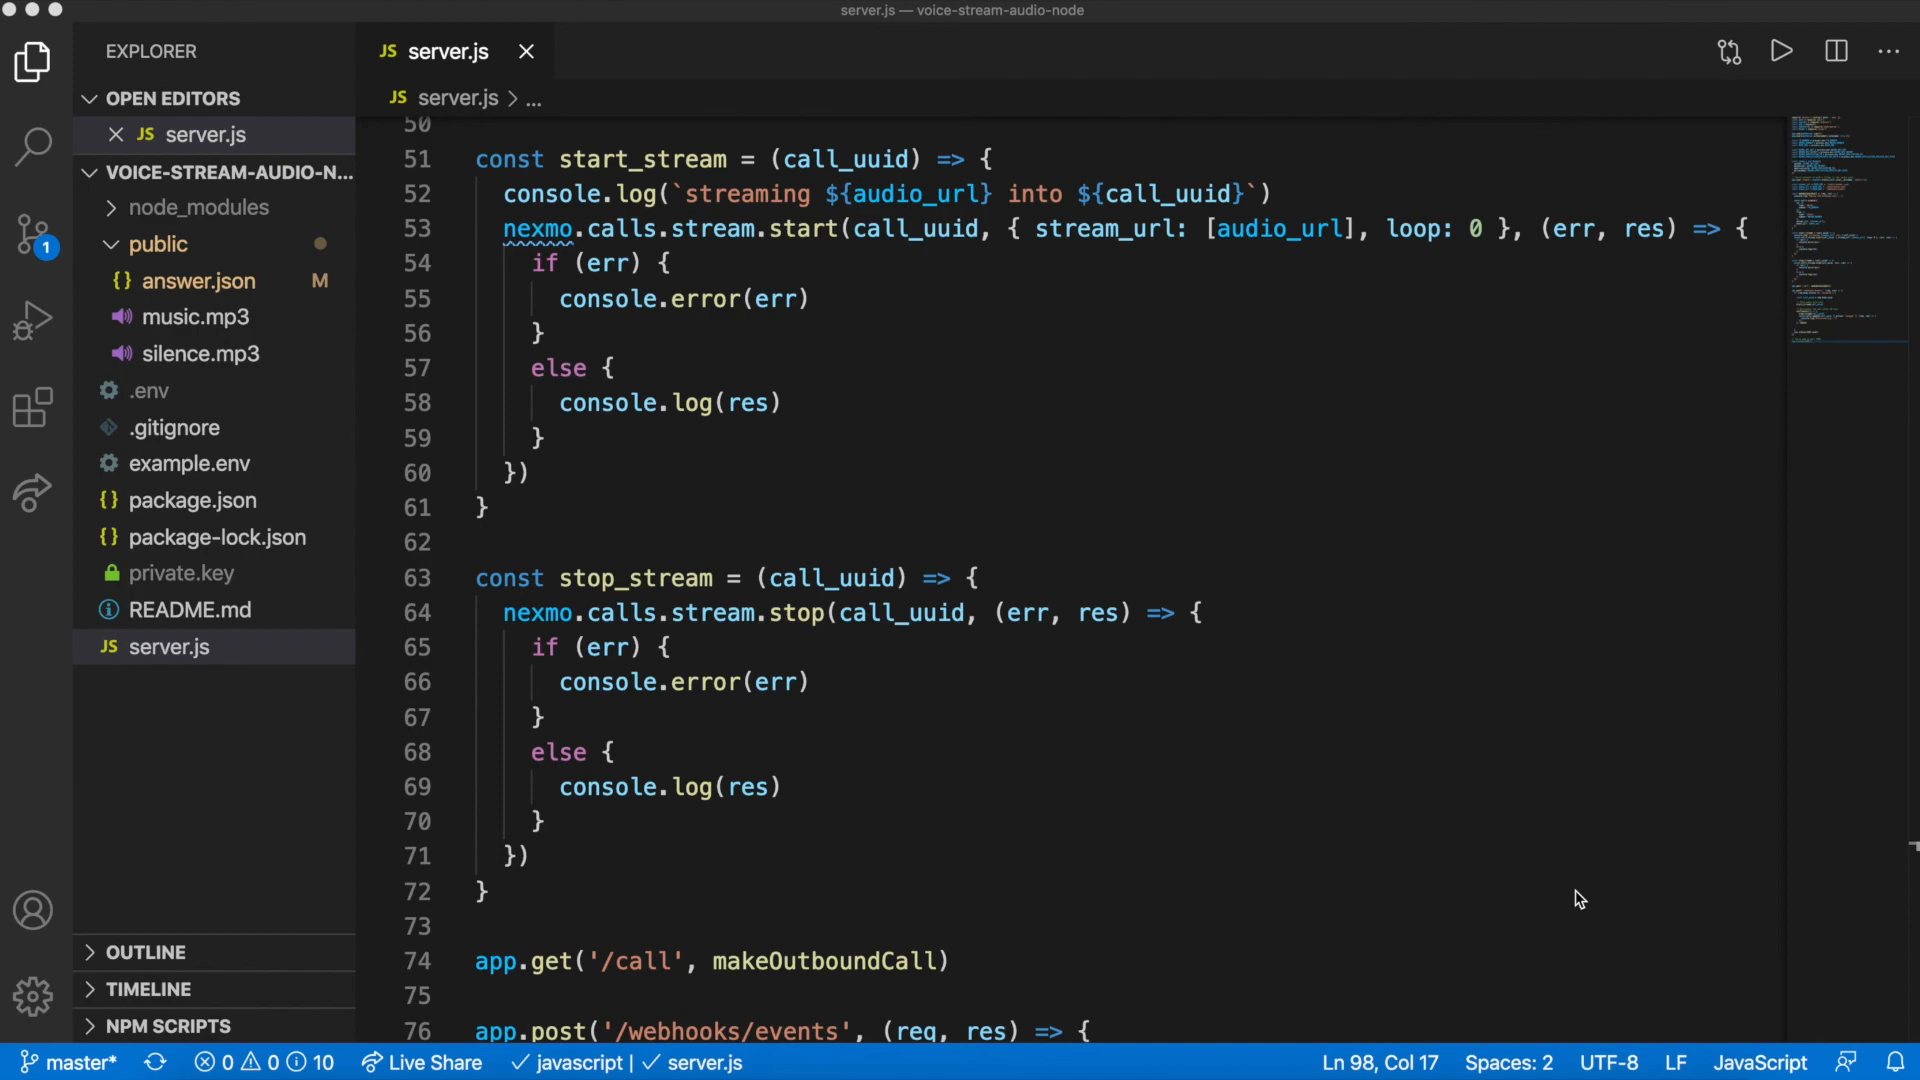 server.js — voice-stream-audio-node
EXPLORER
OPEN EDITORS
JS server.js
VOICE-STREAM-AUDIO-N...
node_modules
public
{} answer.json M
music.mp3
silence.mp3
.env
.gitignore
example.env
{} package.json
{} package-lock.json
private.key
README.md
JS server.js
OUTLINE
TIMELINE
NPM SCRIPTS
1
JS server.js
JS server.js > ...
50
51 const start_stream = (call_uuid) => {
52 console.log(`streaming ${audio_url} into ${call_uuid}`)
53 nexmo.calls.stream.start(call_uuid, { stream_url: [audio_url], loop: 0 }, (err, res) => {
54 if (err) {
55 console.error(err)
56 }
57 else {
58 console.log(res)
59 }
60 })
61 }
62
63 const stop_stream = (call_uuid) => {
64 nexmo.calls.stream.stop(call_uuid, (err, res) => {
65 if (err) {
66 console.error(err)
67 }
68 else {
69 console.log(res)
70 }
71 })
72 }
73
74 app.get('/call', makeOutboundCall)
75
76 app.post('/webhooks/events', (req, res) => {
master* 0 0 10 Live Share javascript | server.js Ln 98, Col 17 Spaces: 2 UTF-8 LF JavaScript